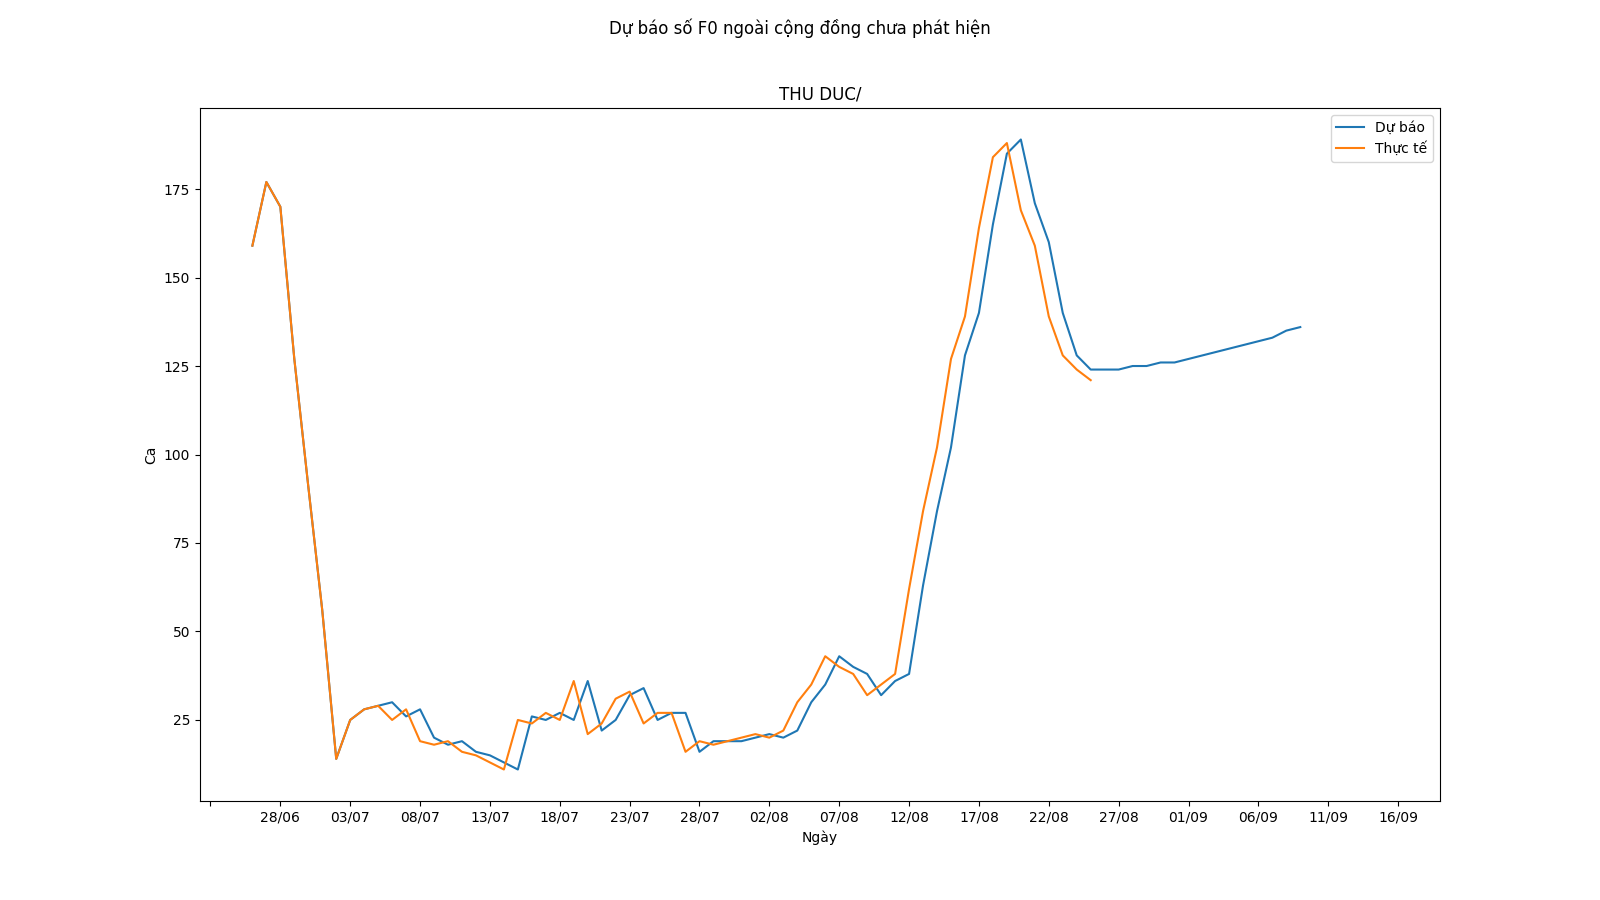 Dự báo số F0 ngoài cộng đồng chưa phát hiện
THU DUC/
Dự báo
Thực tế
175
150
125
100
75
50
25
Ca
28/06 03/07 08/07 13/07 18/07 23/07 28/07 02/08 07/08 12/08 17/08 22/08 27/08 01/09 06/09 11/09 16/09
Ngày